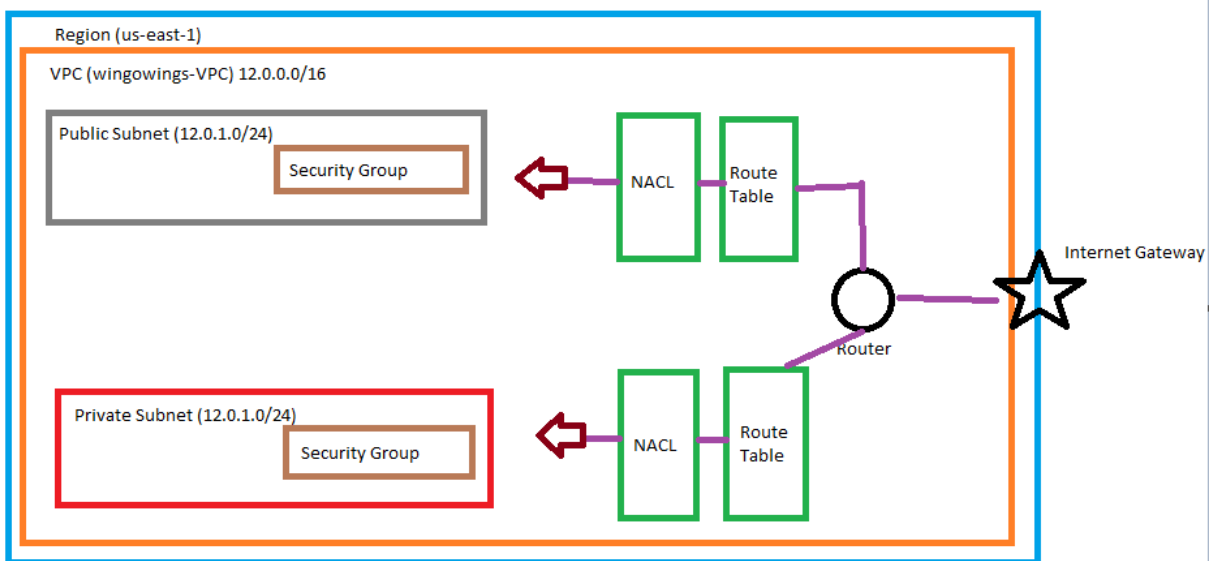 Region (us-east-1)
VPC (wingowings-VPC) 12.0.0.0/16
Public Subnet (12.0.1.0/24)
Security Group
NACL
Route
Table
Internet Gateway
Router
Private Subnet (12.0.1.0/24)
Security Group
NACL
Route
Table